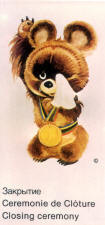 Закрытие
Ceremonie de Clôture
Closing ceremony